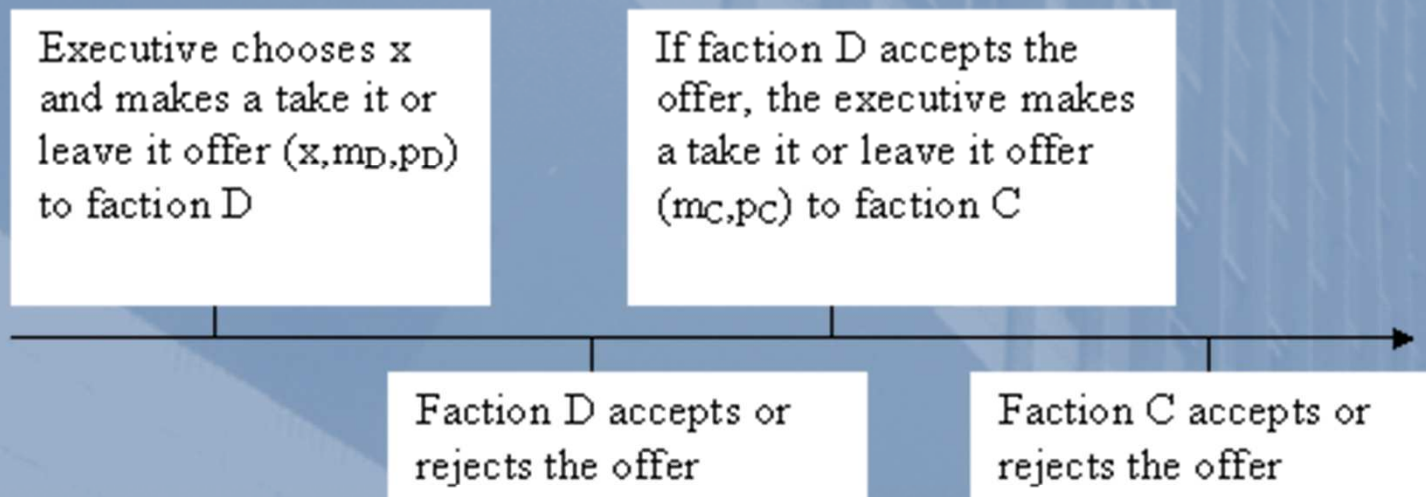 Executive chooses x
and makes a take it or
leave it offer (x,mD,pD)
to faction D
Faction D accepts or
rejects the offer
If faction D accepts the
offer, the executive makes
a take it or leave it offer
(mC,pC) to faction C
Faction C accepts or
rejects the offer